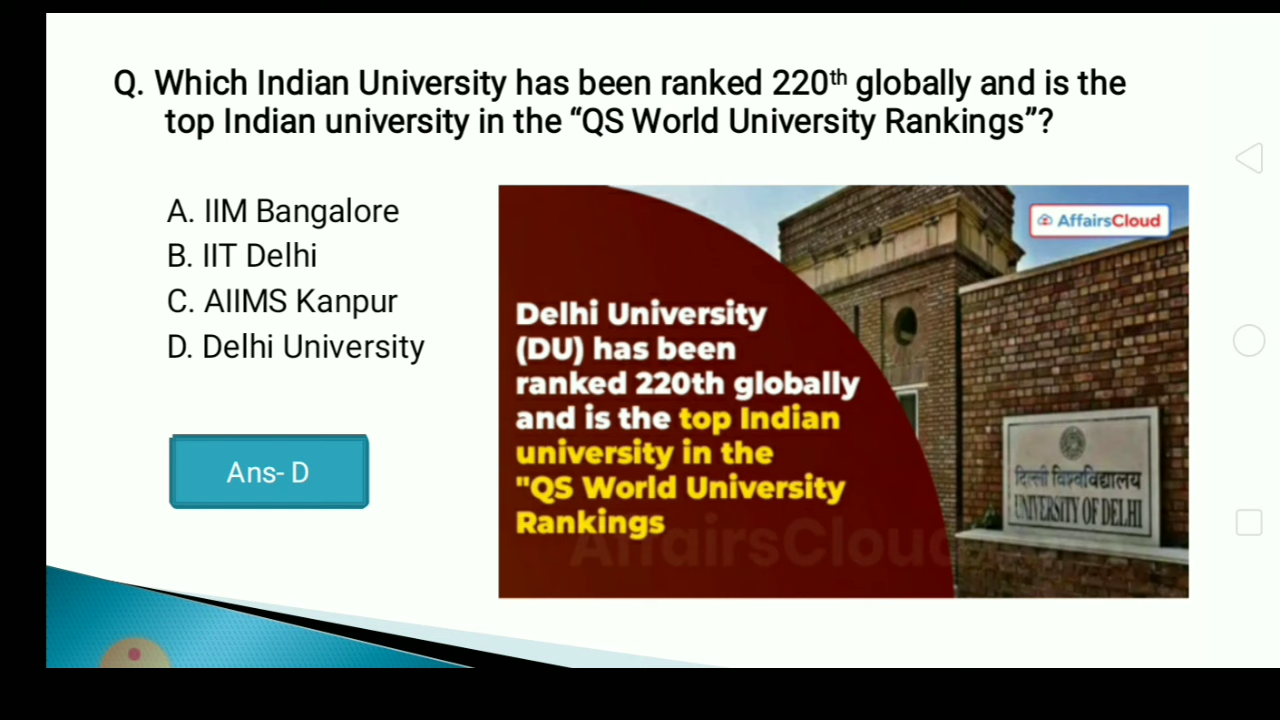 Q. Which Indian University has been ranked 220th globally and is the
top Indian university in the “QS World University Rankings”?
A. IIM Bangalore
B. IIT Delhi
C. AIIMS Kanpur
D. Delhi University
Ans- D
AffairsCloud
Delhi University
(DU) has been
ranked 220th globally
and is the top Indian
university in the
"QS World University
Rankings
AffairsCloud
दिल्ली विश्वविद्यालय
UNIVERSITY OF DELHI